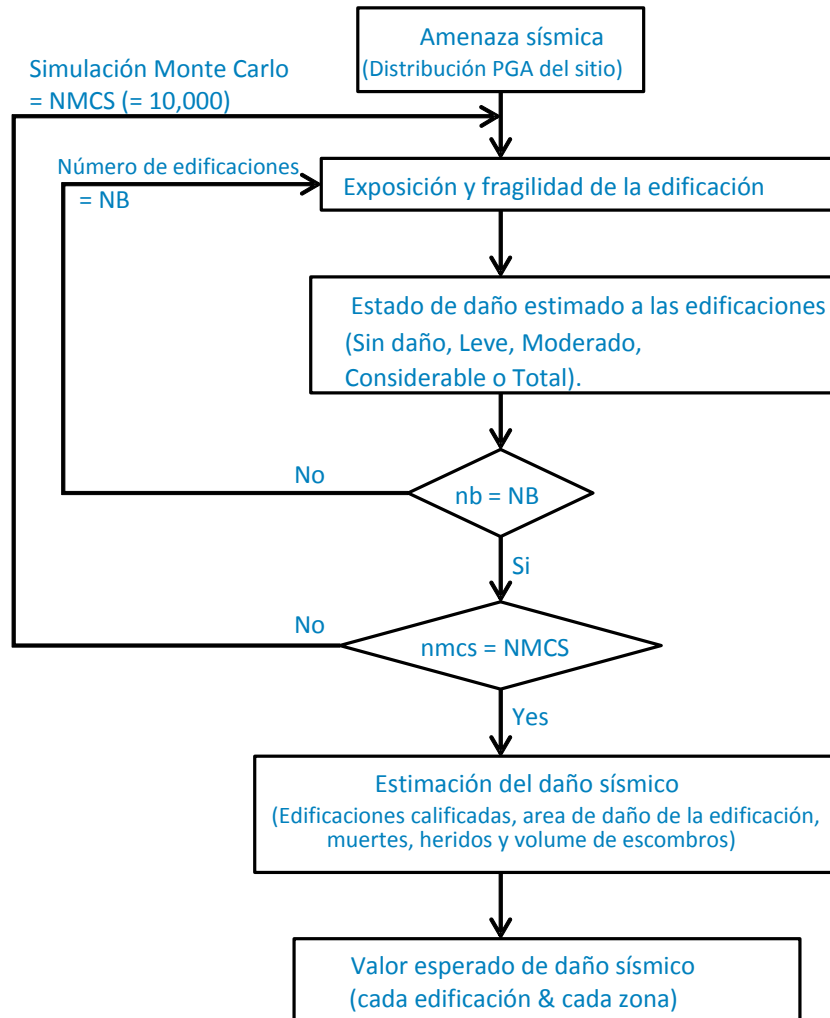 Amenaza sísmica
(Distribución PGA del sitio)
Simulación Monte Carlo
= NMCS (= 10,000)
Número de edificaciones
= NB
Exposición y fragilidad de la edificación
Estado de daño estimado a las edificaciones
(Sin daño, Leve, Moderado,
Considerable o Total).
No
nb = NB
Si
No
nmcs = NMCS
Yes
Estimación del daño sísmico
(Edificaciones calificadas, area de daño de la edificación,
muertes, heridos y volume de escombros)
Valor esperado de daño sísmico
(cada edificación & cada zona)